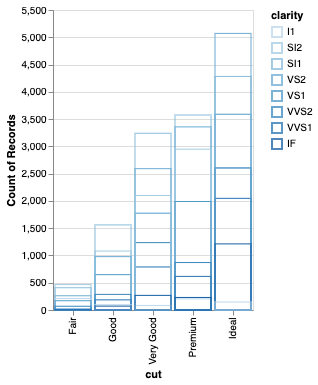 5,500
5,000
4,500
4,000
3,500
3,000
2,500
2,000
1,500
1,000
500
0
Count of Records
Fair
Good
Very Good
Premium
Ideal
cut
clarity
I1
SI2
SI1
VS2
VS1
VVS2
VVS1
IF